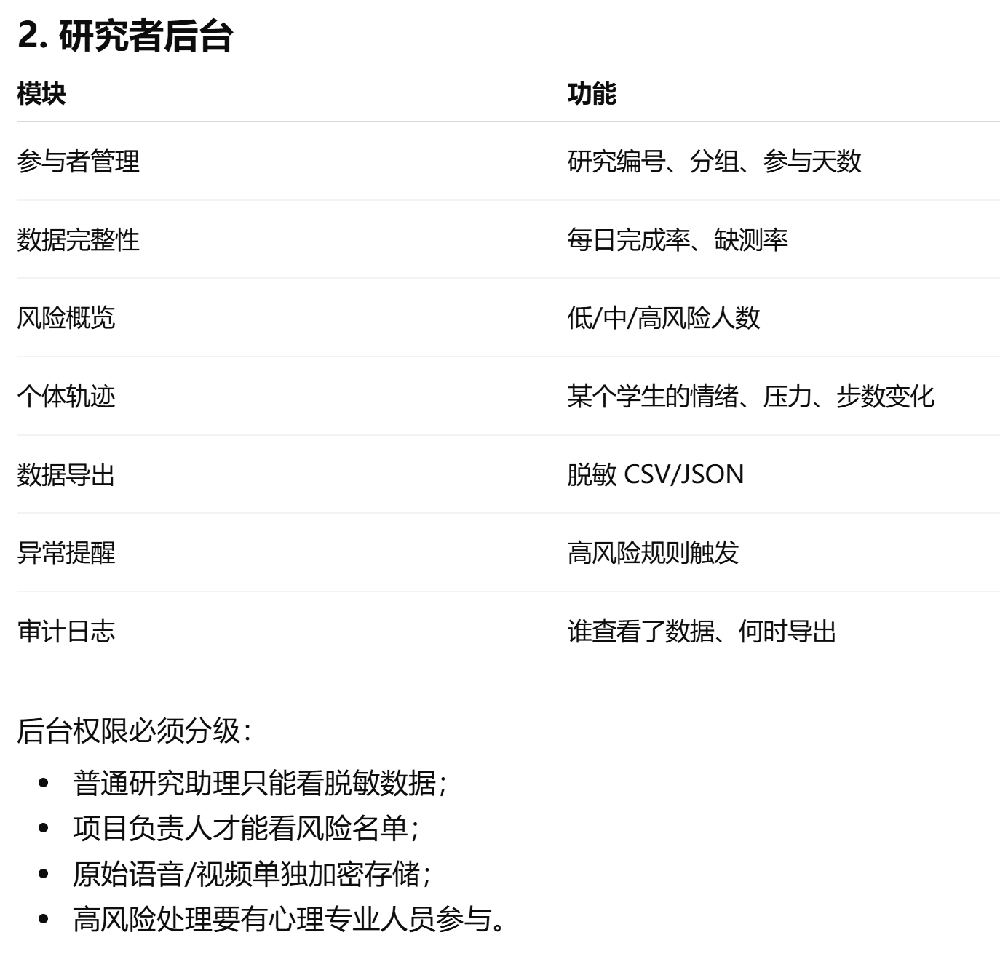 2. 研究者后台
模块 功能
参与者管理 研究编号、分组、参与天数
数据完整性 每日完成率、缺测率
风险概览 低/中/高风险人数
个体轨迹 某个学生的情绪、压力、步数变化
数据导出 脱敏 CSV/JSON
异常提醒 高风险规则触发
审计日志 谁查看了数据、何时导出
后台权限必须分级：
• 普通研究助理只能看脱敏数据；
• 项目负责人才能看风险名单；
• 原始语音/视频单独加密存储；
• 高风险处理要有心理专业人员参与。